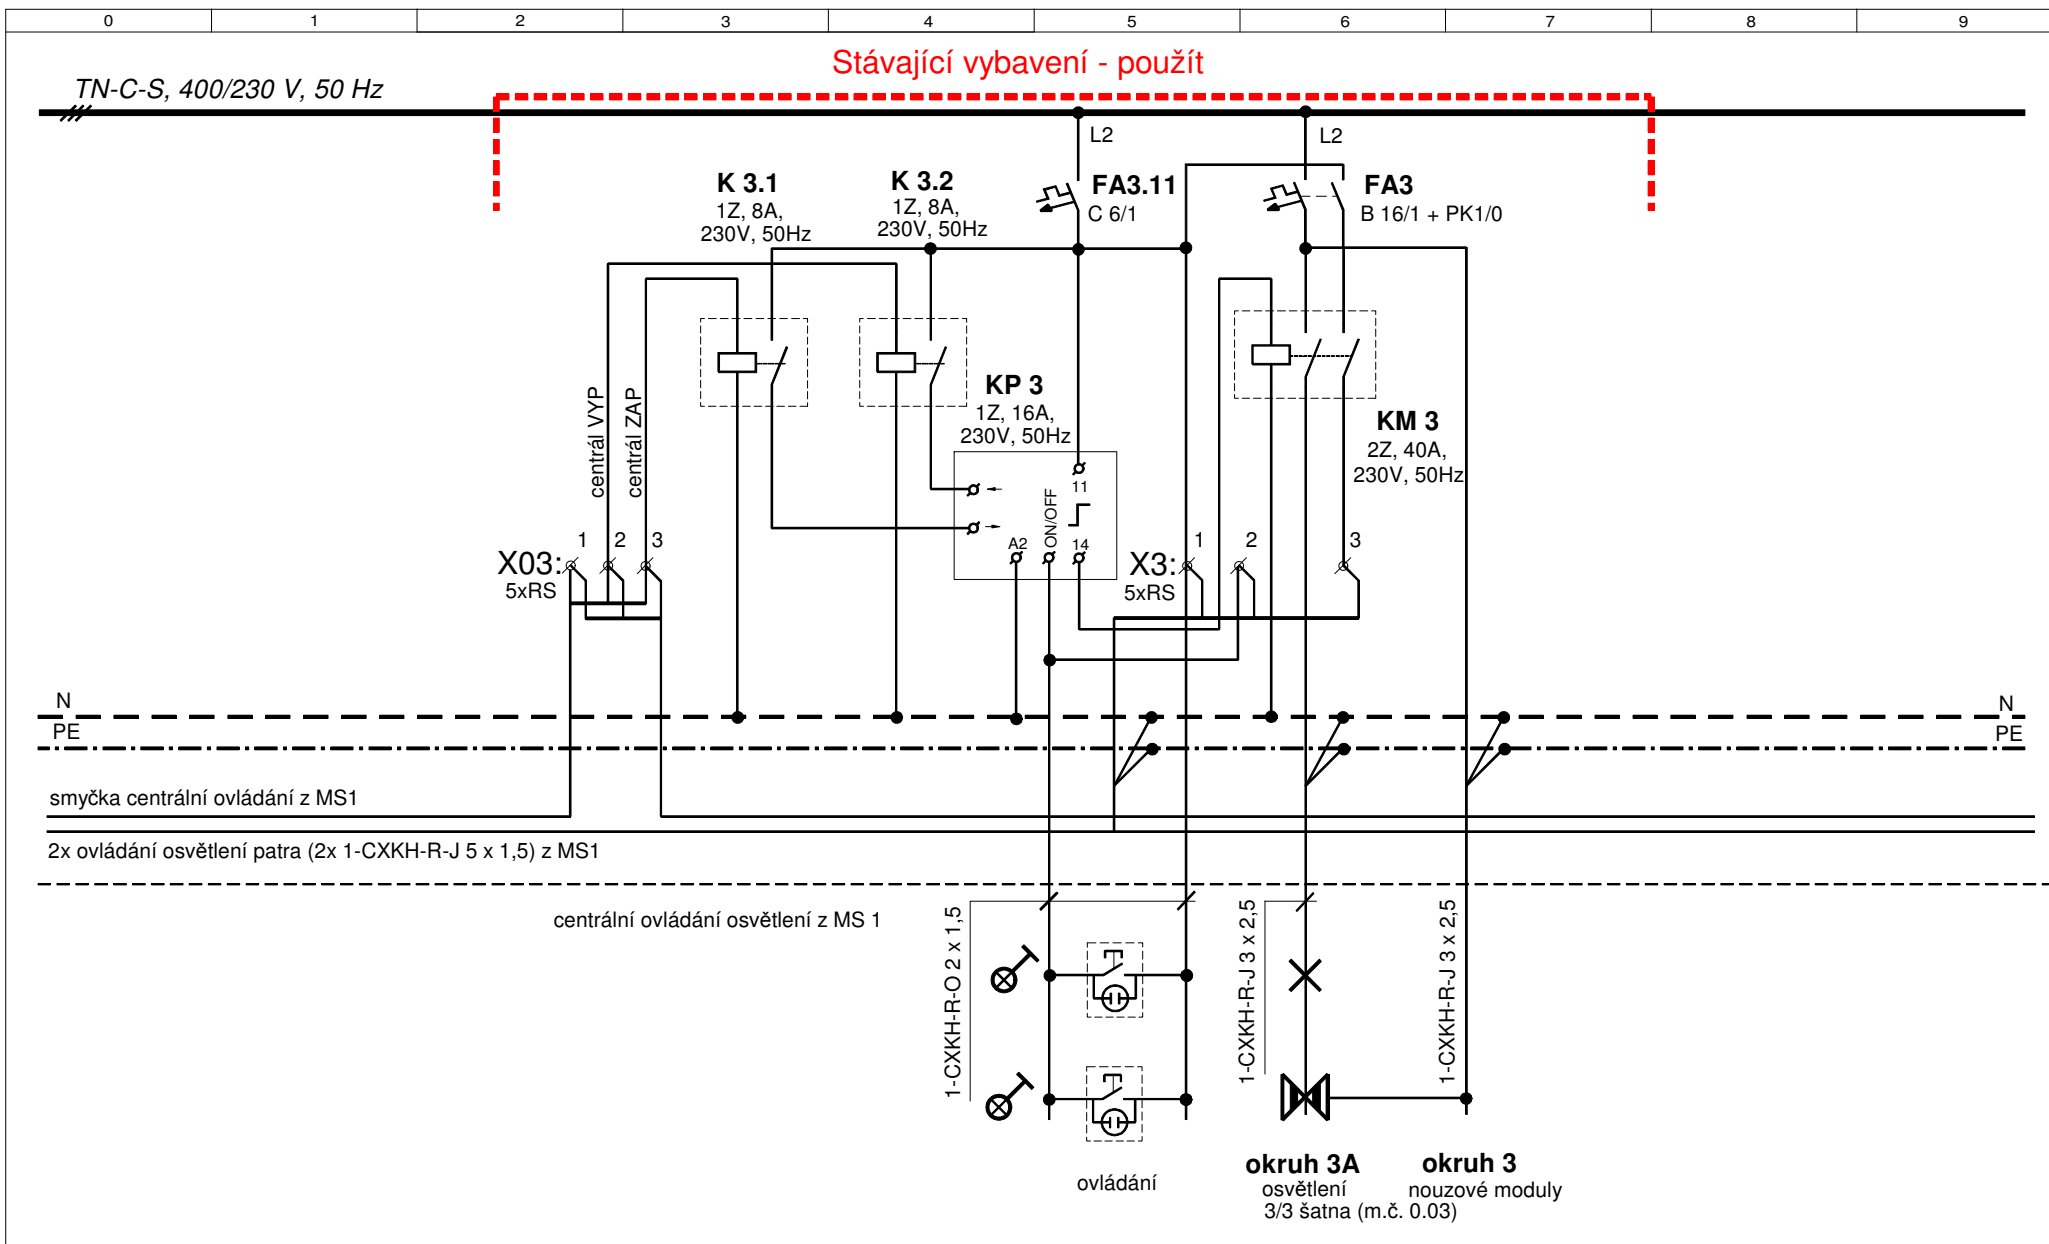 0 1 2 3 4 5 6 7 8 9
Stávající vybavení - použít
TN-C-S, 400/230 V, 50 Hz
L2
L2
K 3.1
1Z, 8A,
230V, 50Hz
K 3.2
1Z, 8A,
230V, 50Hz
FA3.11
C 6/1
FA3
B 16/1 + PK1/0
KP 3
1Z, 16A,
230V, 50Hz
KM 3
2Z, 40A,
230V, 50Hz
centrál VYP
centrál ZAP
11
ON/OFF
A2
14
X03:
5xRS
1 2 3
X3:
5xRS
1 2 3
N
N
PE
PE
smyčka centrální ovládání z MS1
2x ovládání osvětlení patra (2x 1-CXKH-R-J 5 x 1,5) z MS1
centrální ovládání osvětlení z MS 1
1-CXKH-R-O 2 x 1,5
1-CXKH-R-J 3 x 2,5
1-CXKH-R-J 3 x 2,5
ovládání
okruh 3A
osvětlení
3/3 šatna (m.č. 0.03)
okruh 3
nouzové moduly